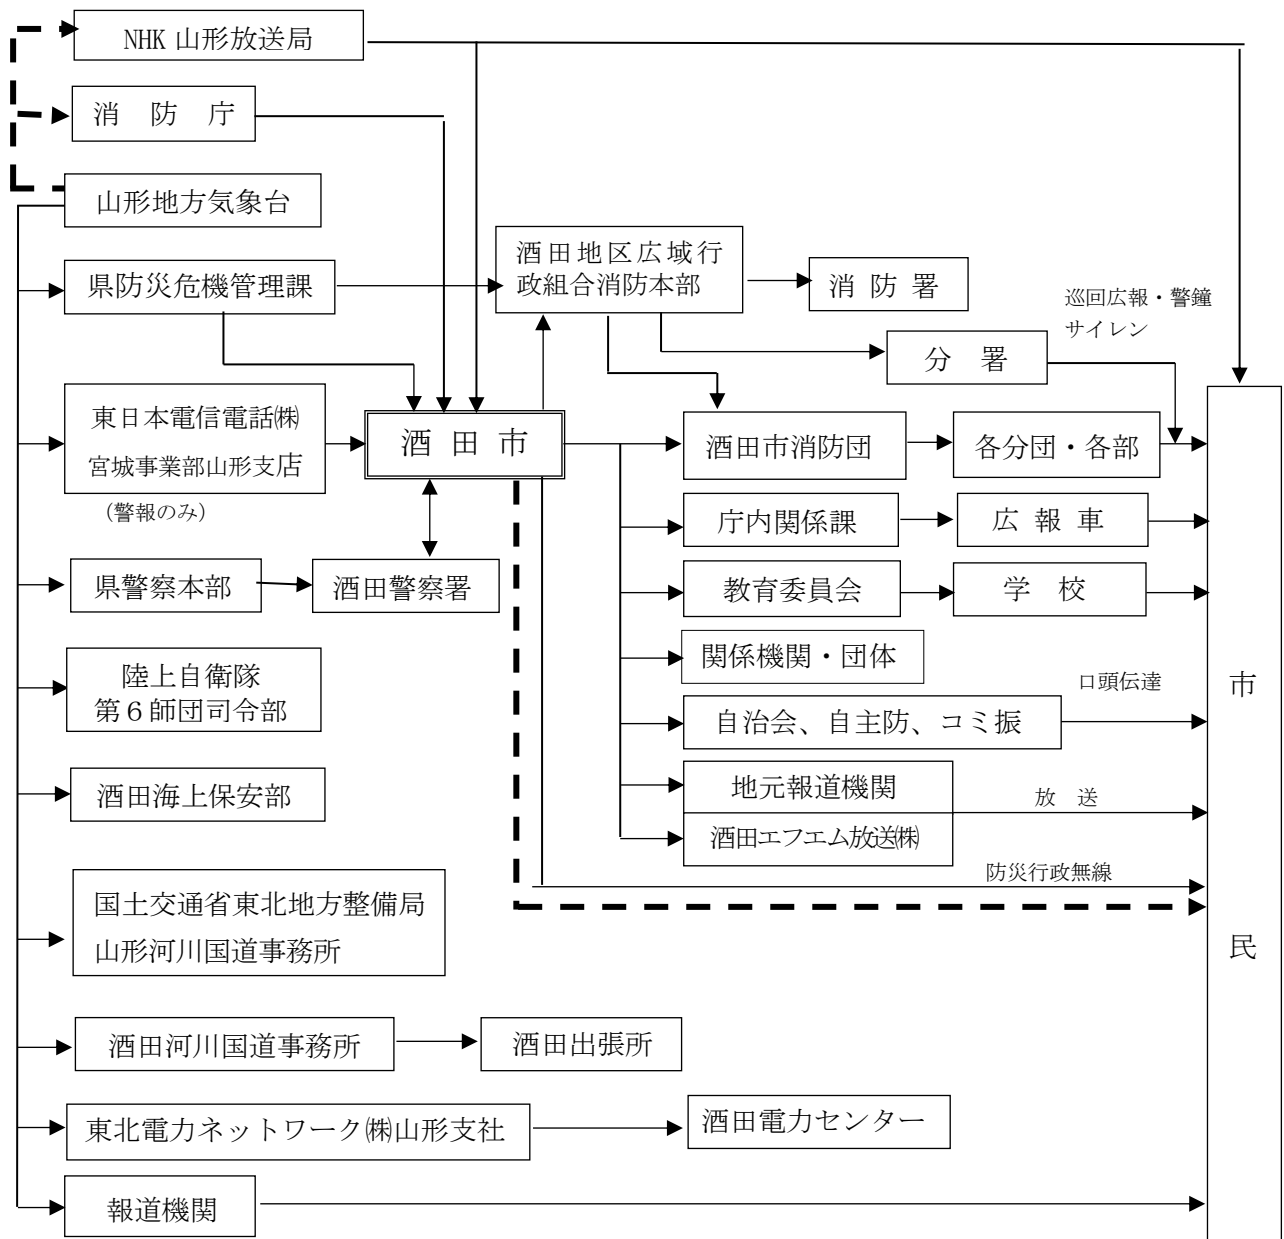 NHK 山形放送局
消 防 庁
山形地方気象台
県防災危機管理課
酒田地区広域行
政組合消防本部
消 防 署
巡回広報・警鐘
サイレン
分 署
東日本電信電話㈱
宮城事業部山形支店
(警報のみ)
酒 田 市
酒田市消防団
各分団・各部
庁内関係課
広 報 車
県警察本部
酒田警察署
教育委員会
学 校
関係機関・団体
陸上自衛隊
第6師団司令部
口頭伝達
自治会、自主防、コミ振
市
民
酒田海上保安部
地元報道機関
放 送
酒田エフエム放送㈱
防災行政無線
国土交通省東北地方整備局
山形河川国道事務所
酒田河川国道事務所
酒田出張所
東北電力ネットワーク㈱山形支社
酒田電力センター
報道機関